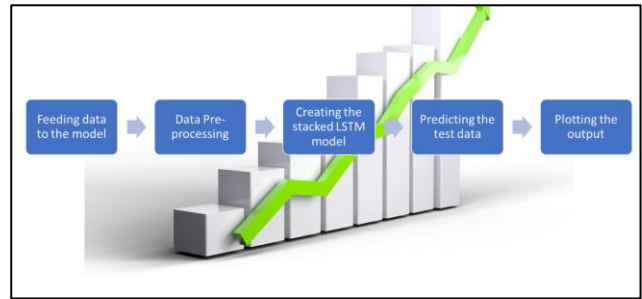 Feeding data
to the model
Data Pre-
processing
Creating the
stacked LSTM
model
Predicting the
test data
Plotting the
output